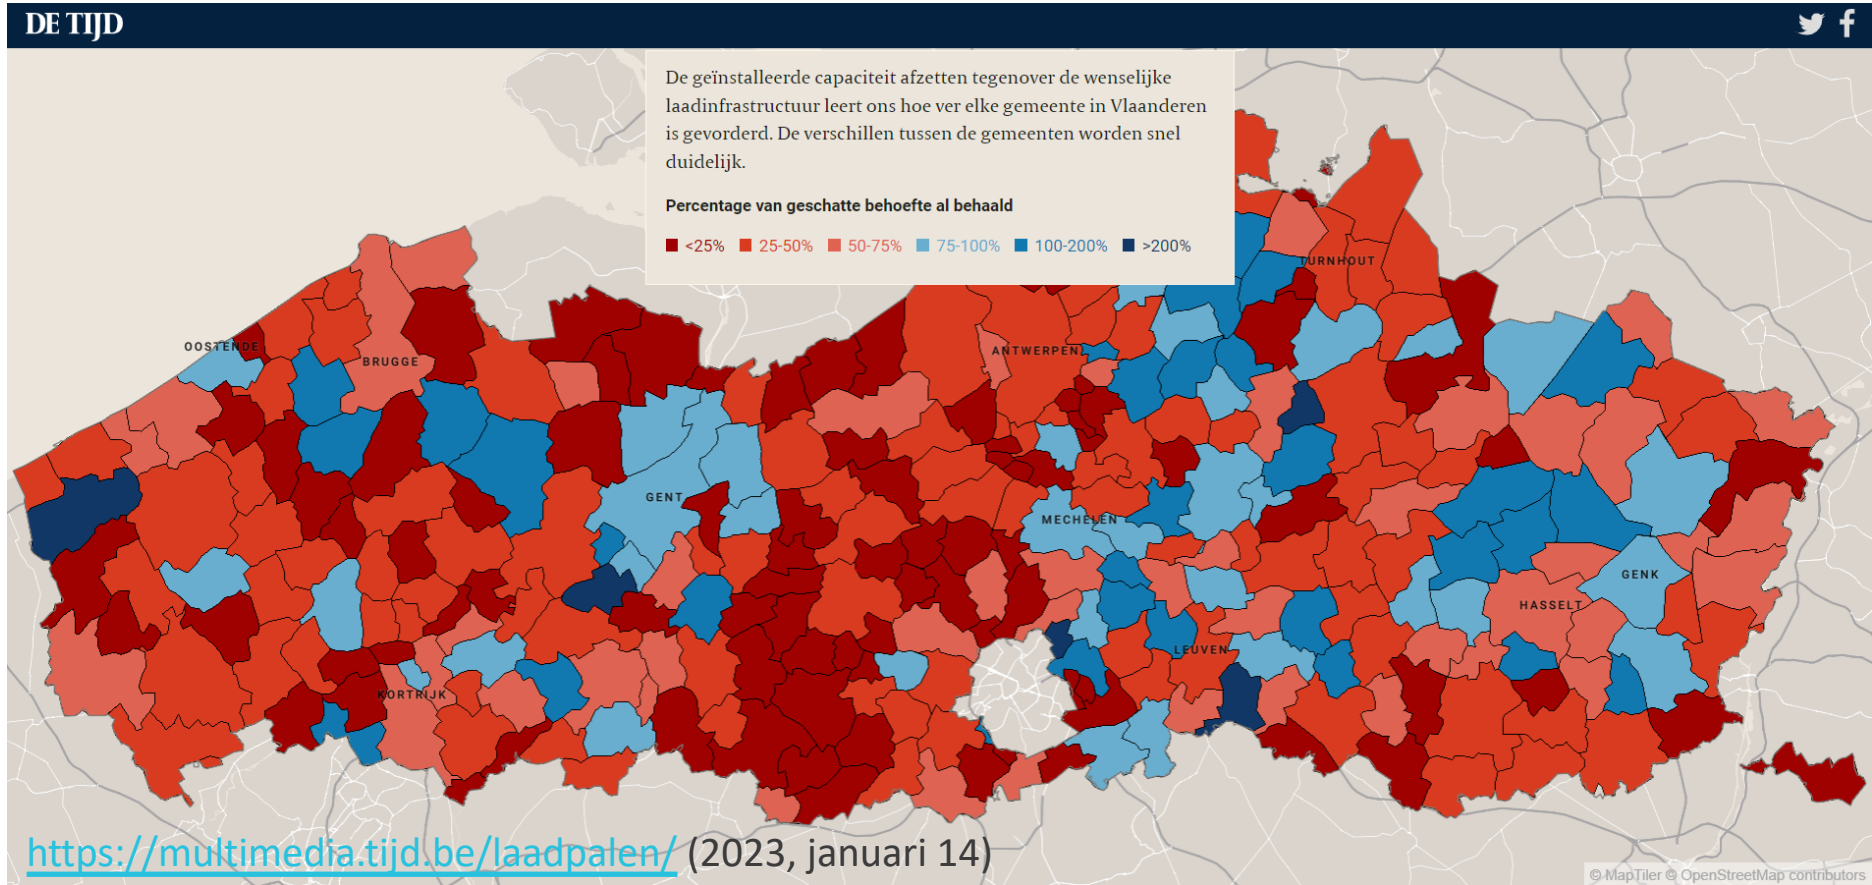 DE TIJD
De geïnstalleerde capaciteit afzetten tegenover de wenselijke
laadinfrastructuur leert ons hoe ver elke gemeente in Vlaanderen
is gevorderd. De verschillen tussen de gemeenten worden snel
duidelijk.
Percentage van geschatte behoefte al behaald
<25% 25-50% 50-75% 75-100% 100-200% >200%
TURNHOUT
OOSTENDE
BRUGGE
ANTWERPEN
GENT
MECHELEN
GENK
HASSELT
LEUVEN
KORTRIJK
https://multimedia.tijd.be/laadpalen/ (2023, januari 14)
© MapTiler © OpenStreetMap contributors